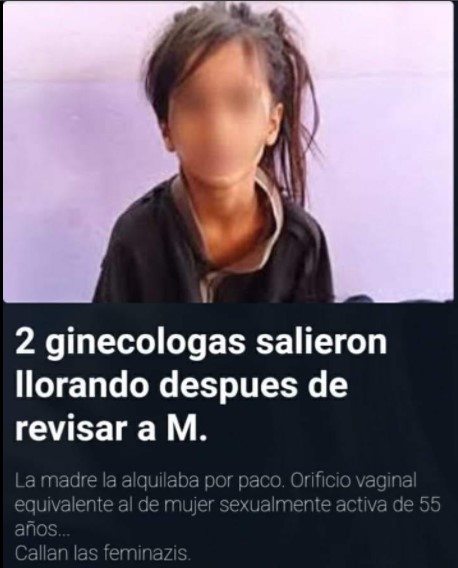 2 ginecologas salieron
llorando despues de
revisar a M.
La madre la alquilaba por paco. Orificio vaginal
equivalente al de mujer sexualmente activa de 55
años...
Callan las feminazis.